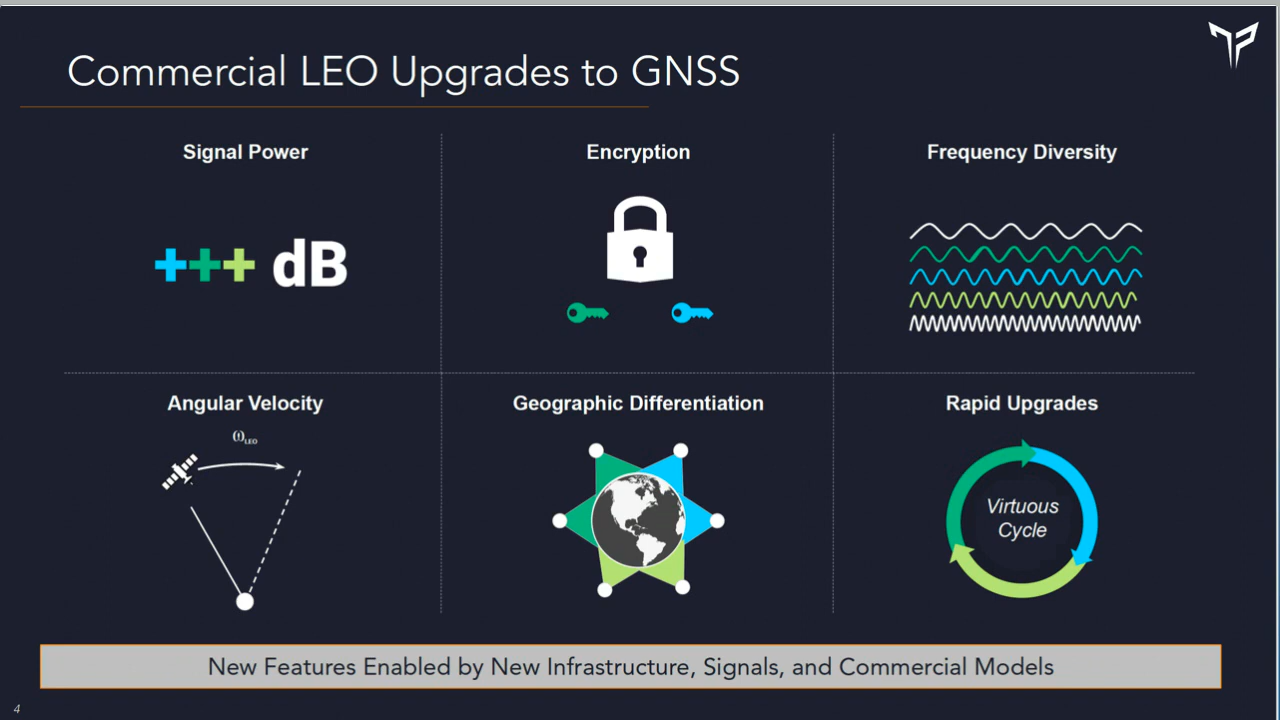 Commercial LEO Upgrades to GNSS
Signal Power
Encryption
Frequency Diversity
+++ dB
Angular Velocity
Geographic Differentiation
Rapid Upgrades
ωLEO
Virtuous
Cycle
New Features Enabled by New Infrastructure, Signals, and Commercial Models
4